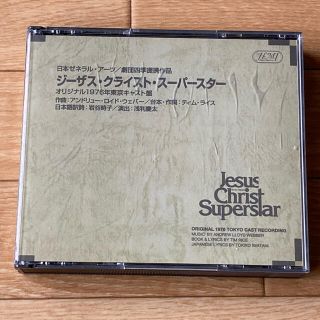 日本ゼネラル・アーツ/劇団四季提携作品
ジーザス・クライスト・スーパースター
オリジナル1976年東京キャスト盤
作曲:アンドリュー・ロイド・ウェバー/台本・作詞:ティム・ライス
日本語訳詞:岩谷時子/演出:浅利慶太
Jesus
Christ
Superstar
ORIGINAL 1976 TOKYO CAST RECORDING
MUSIC BY ANDREW LLOYD WEBBER
BOOK & LYRICS BY TIM RICE
JAPANESE LYRICS BY TOKIKO IWATANI